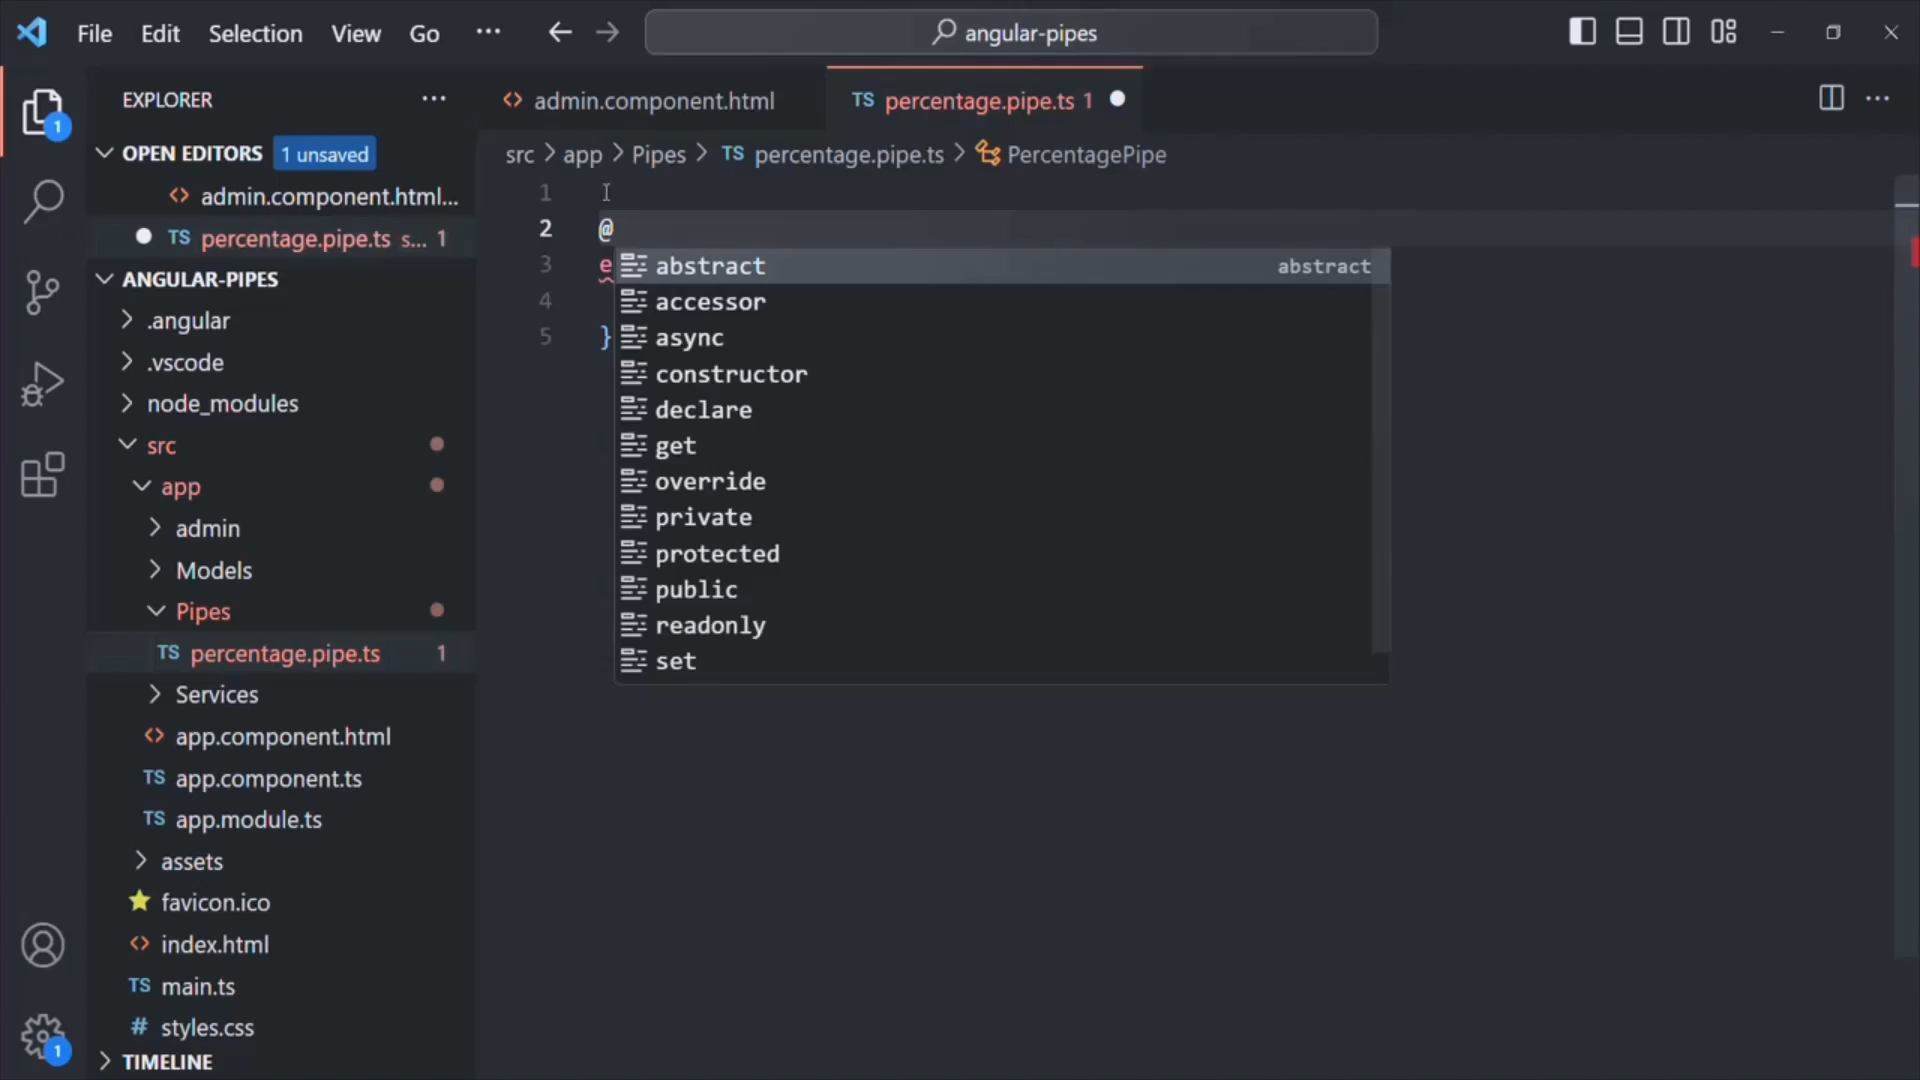 File Edit Selection View Go ··· angular-pipes
EXPLORER ···
OPEN EDITORS 1 unsaved
<> admin.component.html...
TS percentage.pipe.ts s... 1
ANGULAR-PIPES
.angular
.vscode
node_modules
src
app
admin
Models
Pipes
TS percentage.pipe.ts 1
Services
<> app.component.html
TS app.component.ts
TS app.module.ts
assets
favicon.ico
<> index.html
TS main.ts
# styles.css
TIMELINE
1
1
<> admin.component.html TS percentage.pipe.ts 1
src > app > Pipes > TS percentage.pipe.ts > PercentagePipe
1
2 @
3 e
4
5 }
abstract abstract
accessor
async
constructor
declare
get
override
private
protected
public
readonly
set